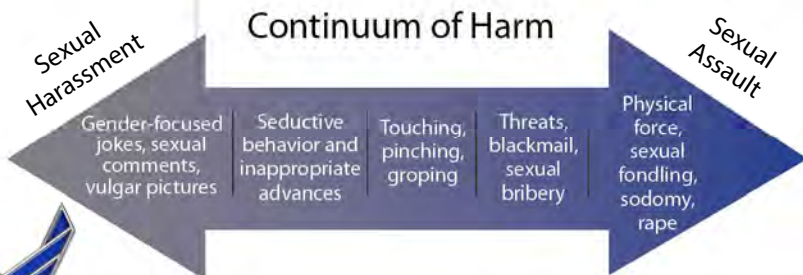 Continuum of Harm
Sexual
Harassment
Sexual
Assault
Gender-focused
jokes, sexual
comments,
vulgar pictures
Seductive
behavior and
inappropriate
advances
Touching,
pinching,
groping
Threats,
blackmail,
sexual
bribery
Physical
force,
sexual
fondling,
sodomy,
rape